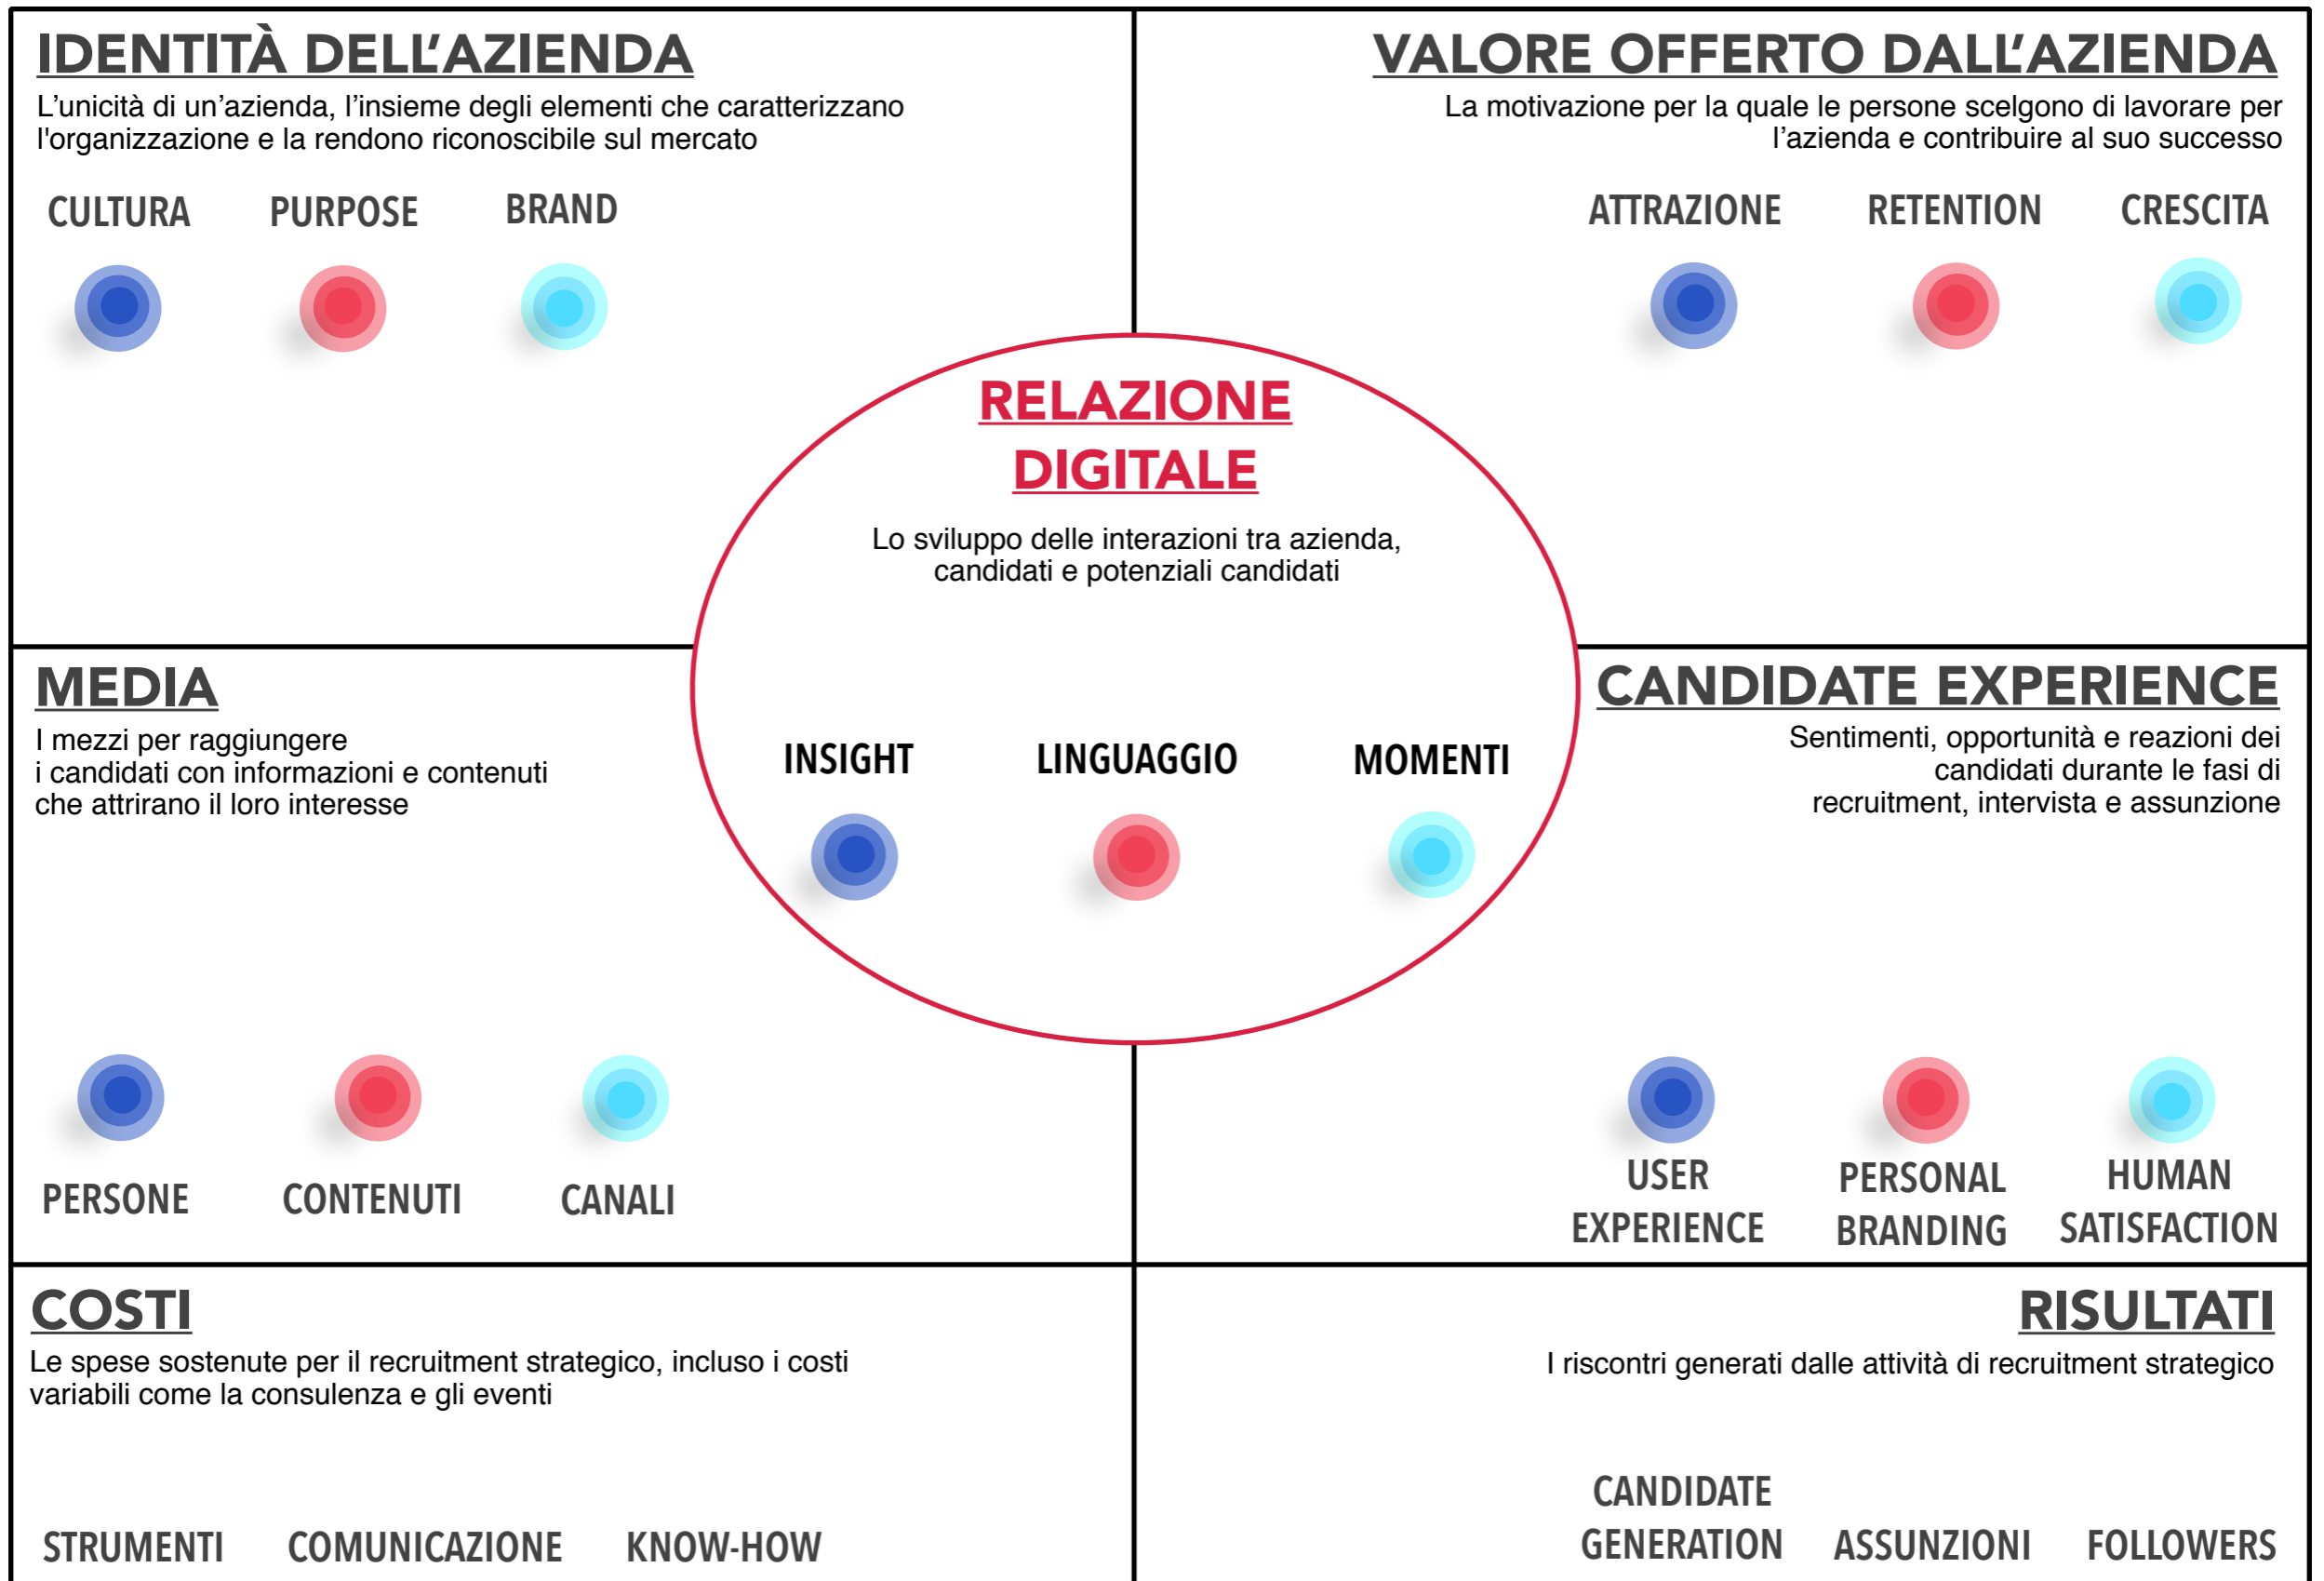 IDENTITÀ DELL'AZIENDA
L'unicità di un'azienda, l'insieme degli elementi che caratterizzano
l'organizzazione e la rendono riconoscibile sul mercato
CULTURA PURPOSE BRAND
VALORE OFFERTO DALL'AZIENDA
La motivazione per la quale le persone scelgono di lavorare per
l'azienda e contribuire al suo successo
ATTRAZIONE RETENTION CRESCITA
RELAZIONE
DIGITALE
Lo sviluppo delle interazioni tra azienda,
candidati e potenziali candidati
INSIGHT LINGUAGGIO MOMENTI
MEDIA
I mezzi per raggiungere
i candidati con informazioni e contenuti
che attrirano il loro interesse
PERSONE CONTENUTI CANALI
CANDIDATE EXPERIENCE
Sentimenti, opportunità e reazioni dei
candidati durante le fasi di
recruitment, intervista e assunzione
USER
EXPERIENCE
PERSONAL
BRANDING
HUMAN
SATISFACTION
COSTI
Le spese sostenute per il recruitment strategico, incluso i costi
variabili come la consulenza e gli eventi
STRUMENTI COMUNICAZIONE KNOW-HOW
RISULTATI
I riscontri generati dalle attività di recruitment strategico
CANDIDATE
GENERATION
ASSUNZIONI
FOLLOWERS